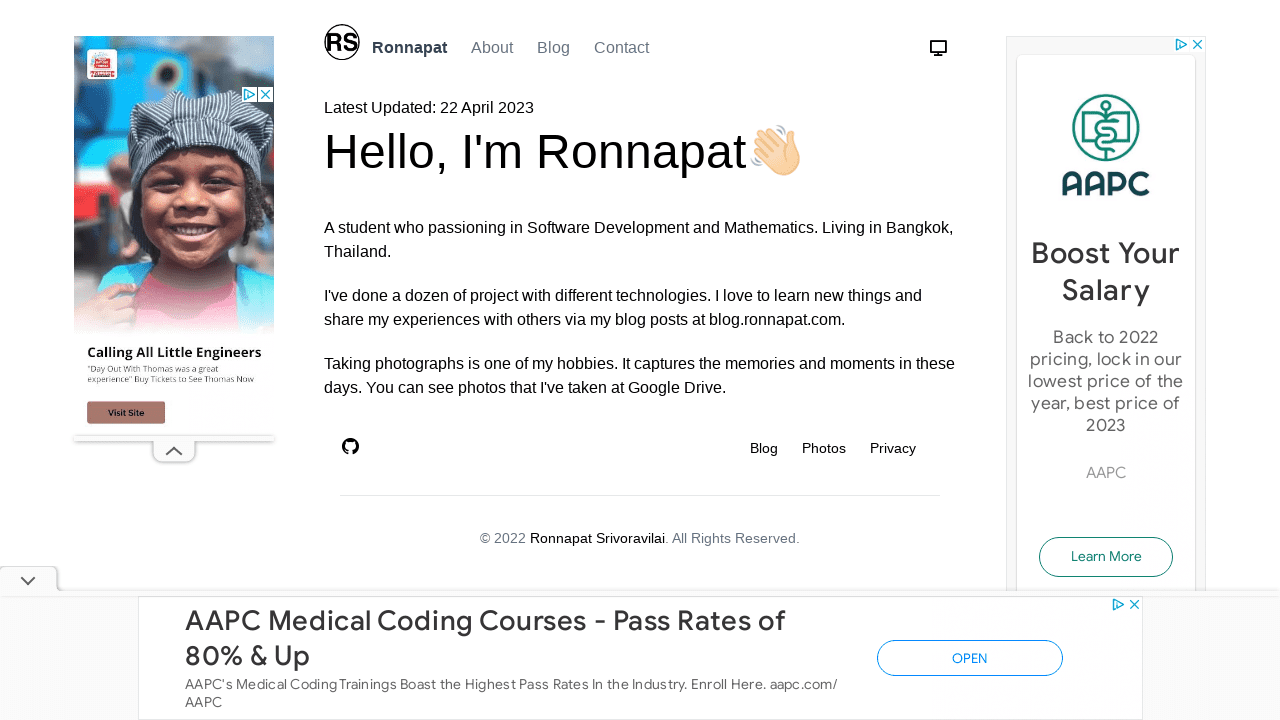 RS
Ronnapat
About
Blog
Contact
Latest Updated: 22 April 2023
Hello, I'm Ronnapat👋🏼
A student who passioning in Software Development and Mathematics. Living in Bangkok,
Thailand.
I've done a dozen of project with different technologies. I love to learn new things and
share my experiences with others via my blog posts at blog.ronnapat.com.
Taking photographs is one of my hobbies. It captures the memories and moments in these
days. You can see photos that I've taken at Google Drive.
Blog
Photos
Privacy
© 2022 Ronnapat Srivoravilai. All Rights Reserved.
Calling All Little Engineers
"Day Out With Thomas was a great
experience" Buy Tickets to See Thomas Now
Visit Site
AAPC
Boost Your
Salary
Back to 2022
pricing, lock in our
lowest price of the
year, best price of
2023
AAPC
Learn More
AAPC Medical Coding Courses - Pass Rates of
80% & Up
AAPC's Medical Coding Trainings Boast the Highest Pass Rates In the Industry. Enroll Here. aapc.com/
AAPC
OPEN